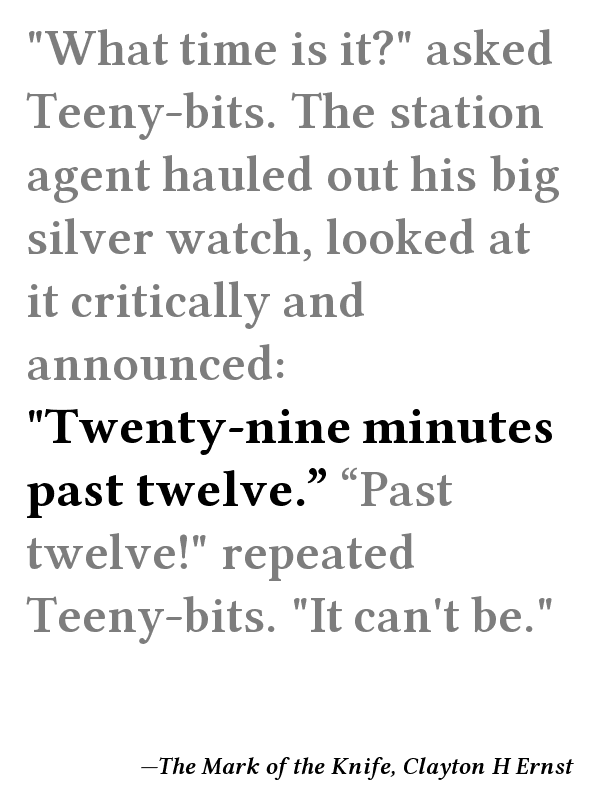 "What time is it?" asked
Teeny-bits. The station
agent hauled out his big
silver watch, looked at
it critically and
announced:
"Twenty-nine minutes
past twelve.” “Past
twelve!" repeated
Teeny-bits. "It can't be."
—The Mark of the Knife, Clayton H Ernst